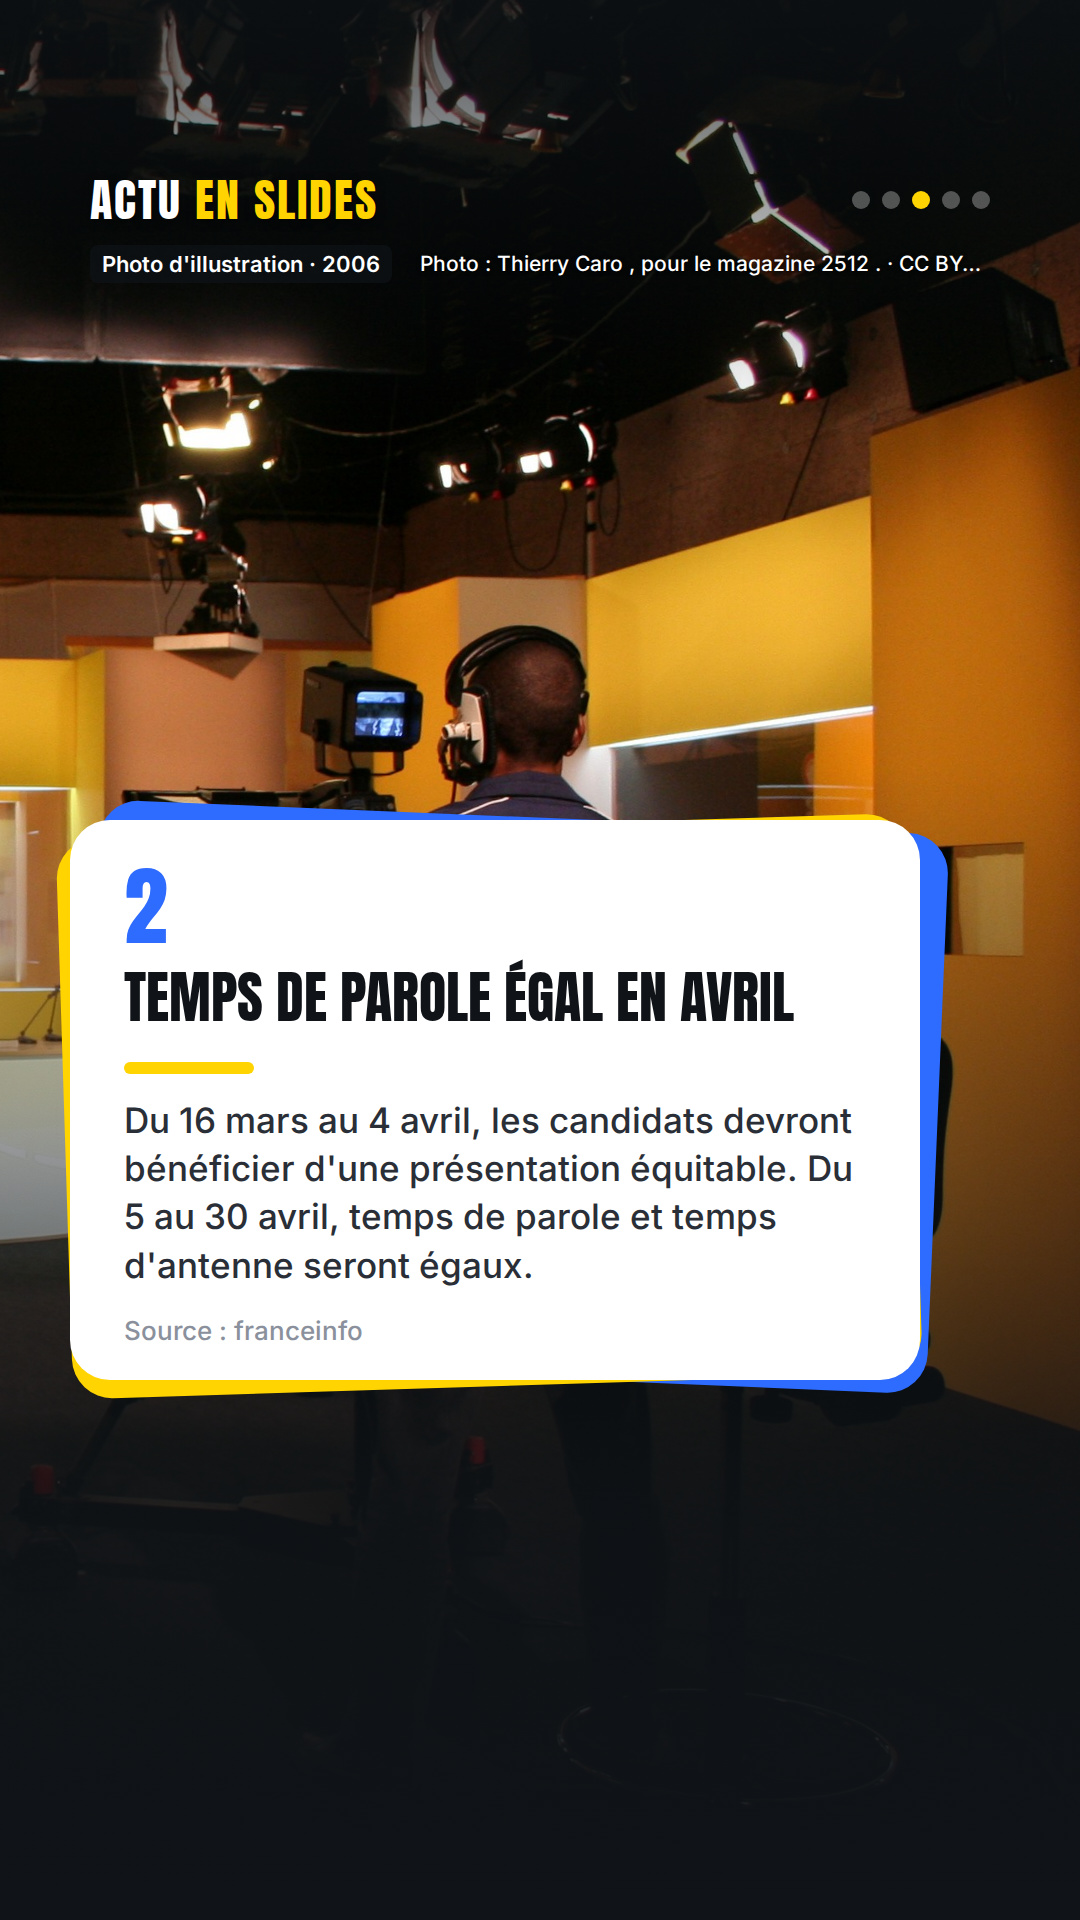 ACTU EN SLIDES
Photo d'illustration · 2006
Photo : Thierry Caro , pour le magazine 2512 . · CC BY...
2
TEMPS DE PAROLE ÉGAL EN AVRIL
Du 16 mars au 4 avril, les candidats devront
bénéficier d'une présentation équitable. Du
5 au 30 avril, temps de parole et temps
d'antenne seront égaux.
Source : franceinfo